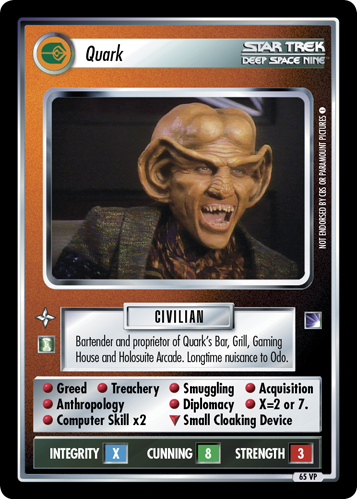 Quark
STAR TREK
DEEP SPACE NINE
NOT ENDORSED BY CBS OR PARAMOUNT PICTURES
CIVILIAN
Bartender and proprietor of Quark's Bar, Grill, Gaming
House and Holosuite Arcade. Longtime nuisance to Odo.
Greed Treachery Smuggling Acquisition
Anthropology Diplomacy X=2 or 7.
Computer Skill x2 Small Cloaking Device
INTEGRITY X CUNNING 8 STRENGTH 3
65 VP